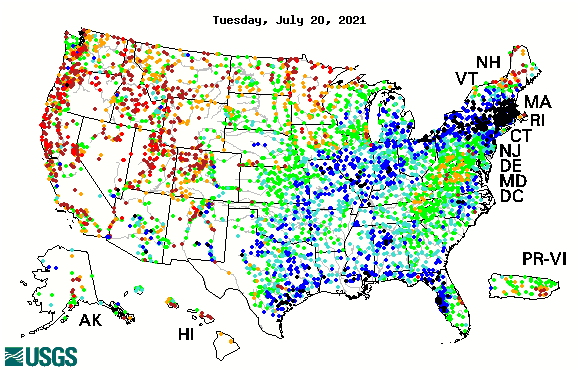 Tuesday, July 20, 2021
NH
VT
MA
RI
CT
NJ
DE
MD
DC
PR-VI
AK
HI
USGS